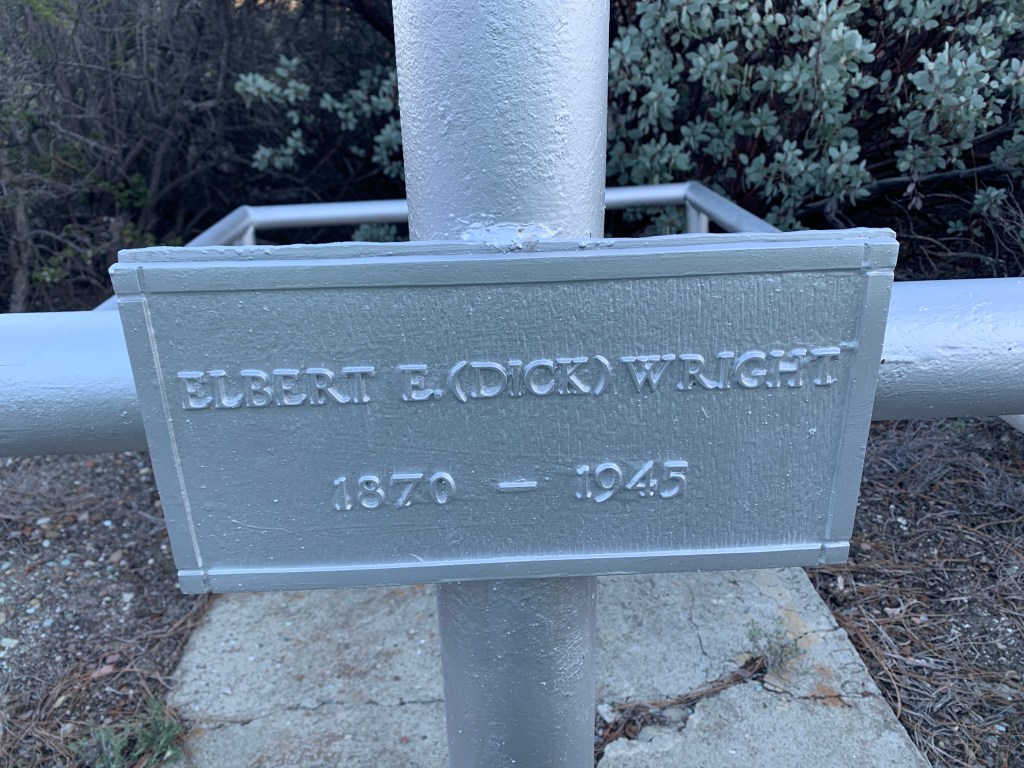 ELBERT E. (DICK) WRIGHT
1870 – 1945